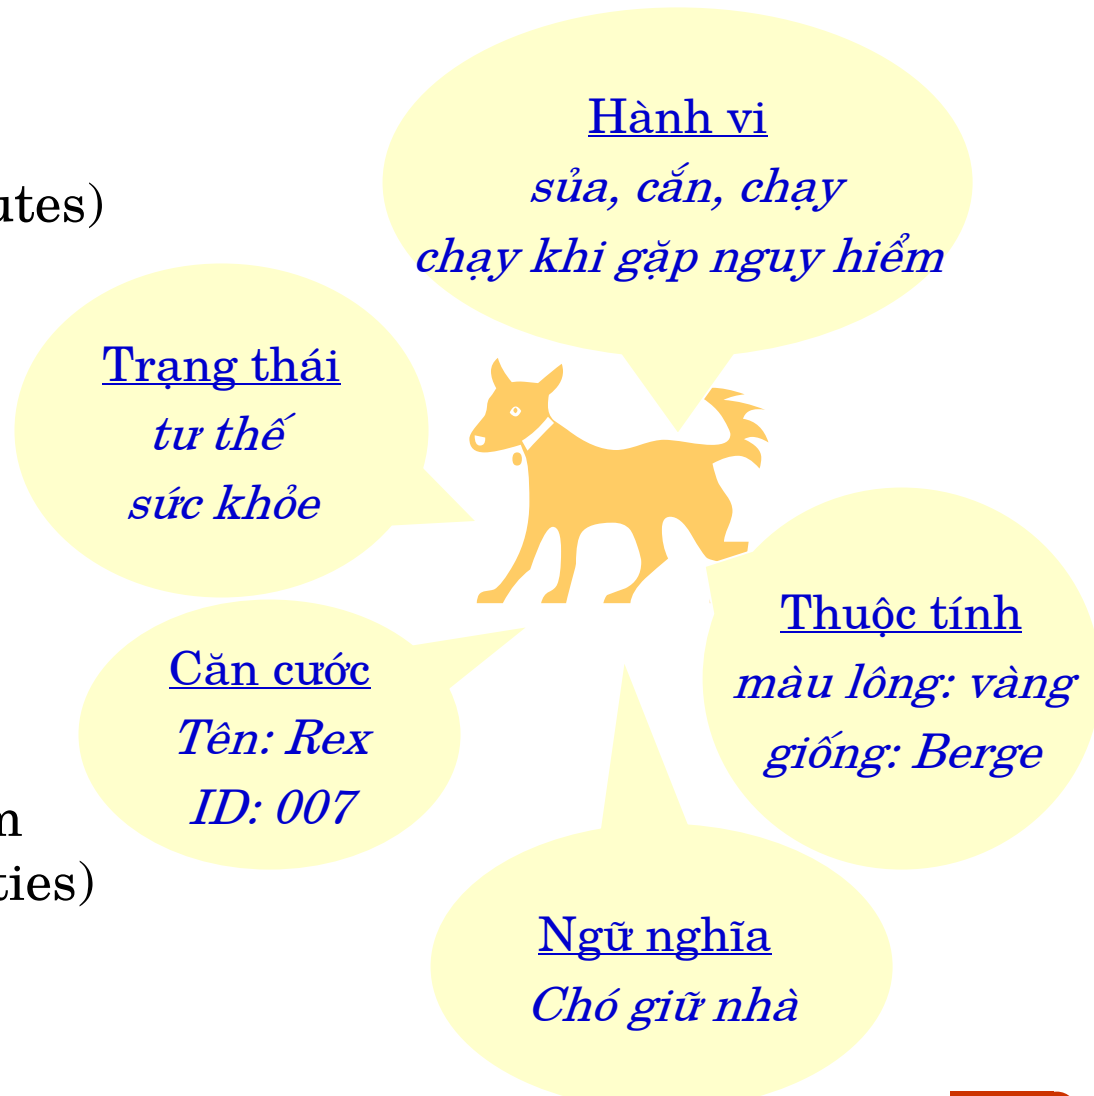 Hành vi
sủa, cắn, chạy
chạy khi gặp nguy hiểm
utes)
Trạng thái
tư thế
sức khỏe
Thuộc tính
màu lông: vàng
giống: Berge
Căn cước
Tên: Rex
ID: 007
m
ties)
Ngữ nghĩa
Chó giữ nhà